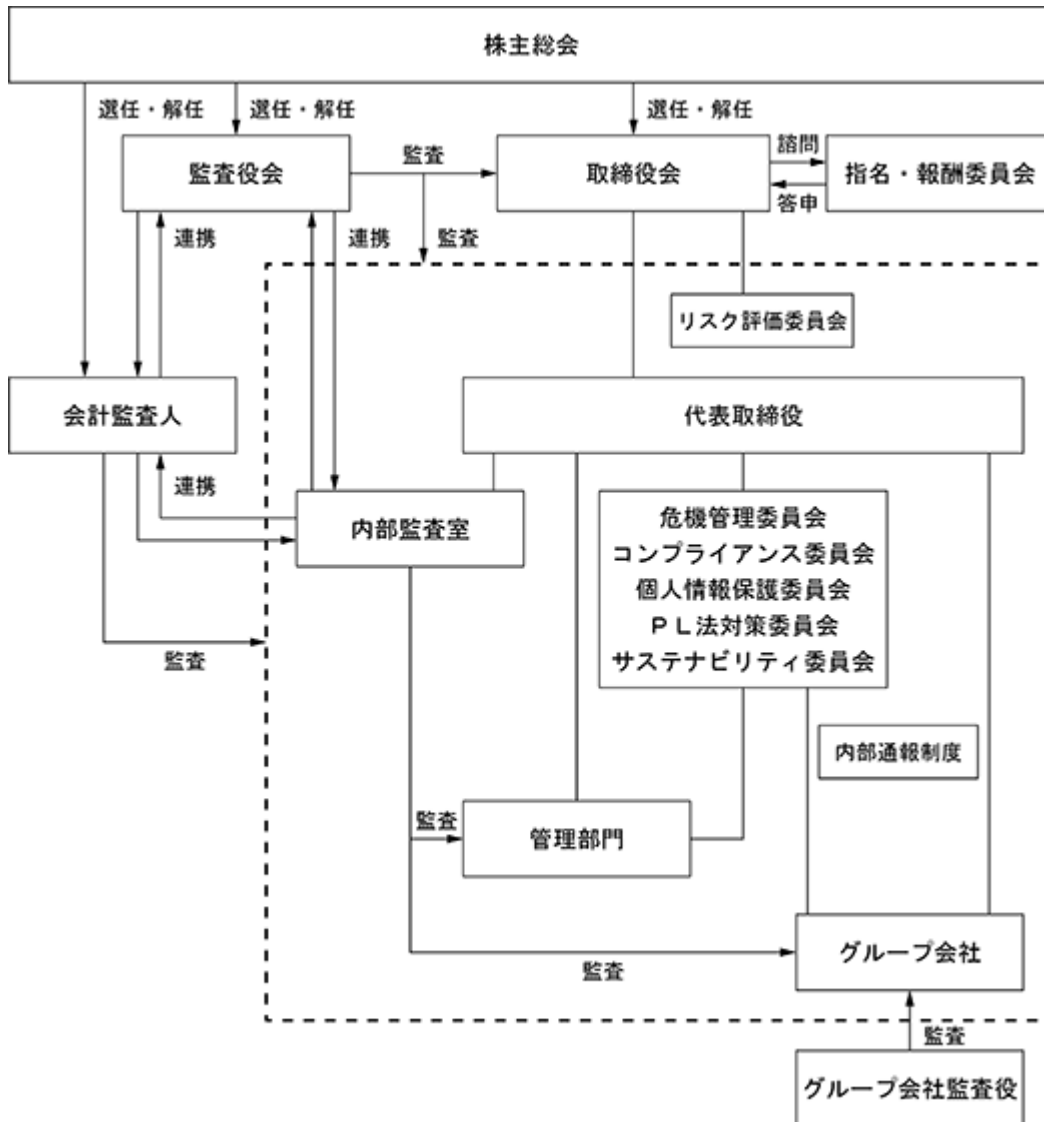 株主総会
選任・解任
選任・解任
選任・解任
監査役会
監査
取締役会
諮問
答申
指名・報酬委員会
連携
連携
監査
リスク評価委員会
会計監査人
代表取締役
連携
内部監査室
危機管理委員会
コンプライアンス委員会
個人情報保護委員会
ＰＬ法対策委員会
サステナビリティ委員会
監査
内部通報制度
監査
管理部門
グループ会社
監査
監査
グループ会社監査役